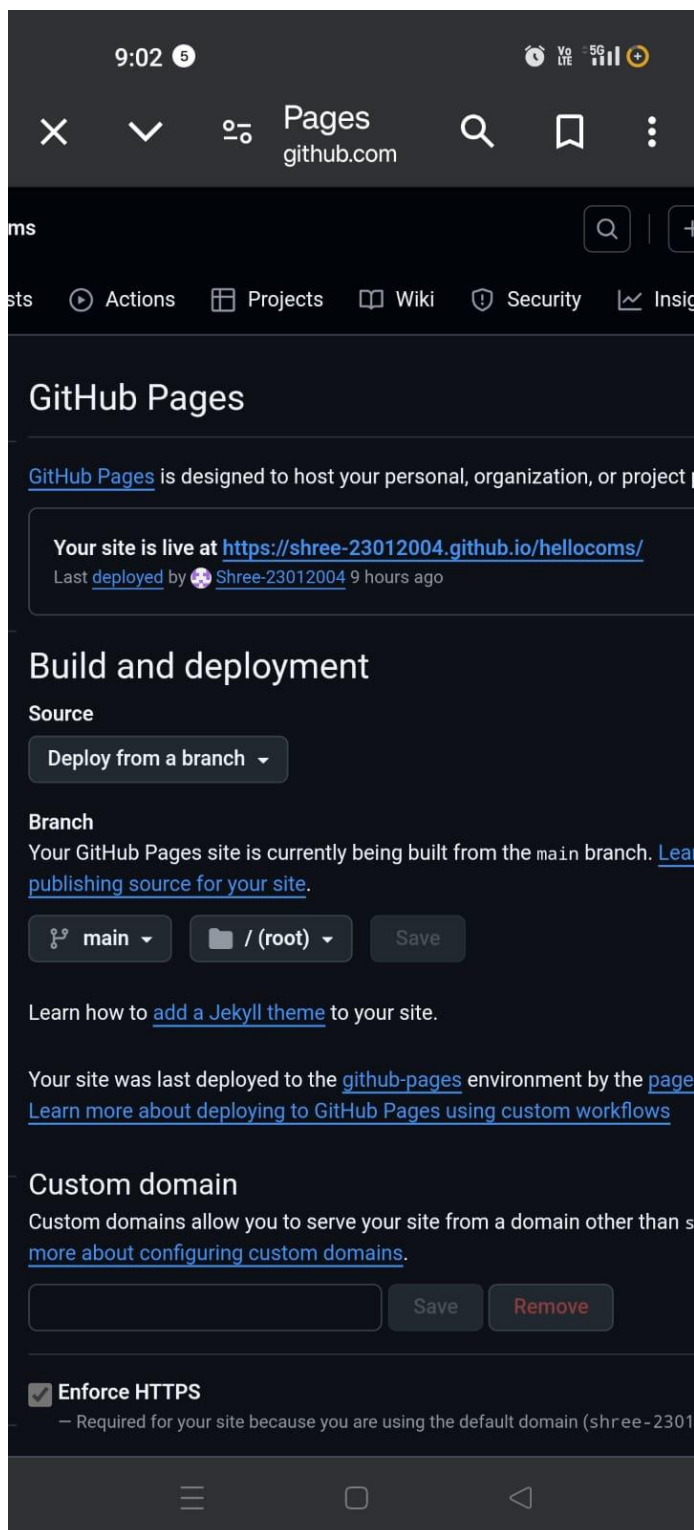 9:02 5 Vo LTE 5G
Pages
github.com
ms
sts Actions Projects Wiki Security Insig
GitHub Pages
GitHub Pages is designed to host your personal, organization, or project p
Your site is live at https://shree-23012004.github.io/hellocoms/
Last deployed by Shree-23012004 9 hours ago
Build and deployment
Source
Deploy from a branch
Branch
Your GitHub Pages site is currently being built from the main branch. Lear
publishing source for your site.
main / (root) Save
Learn how to add a Jekyll theme to your site.
Your site was last deployed to the github-pages environment by the page
Learn more about deploying to GitHub Pages using custom workflows
Custom domain
Custom domains allow you to serve your site from a domain other than s
more about configuring custom domains.
Save Remove
Enforce HTTPS
— Required for your site because you are using the default domain (shree-2301